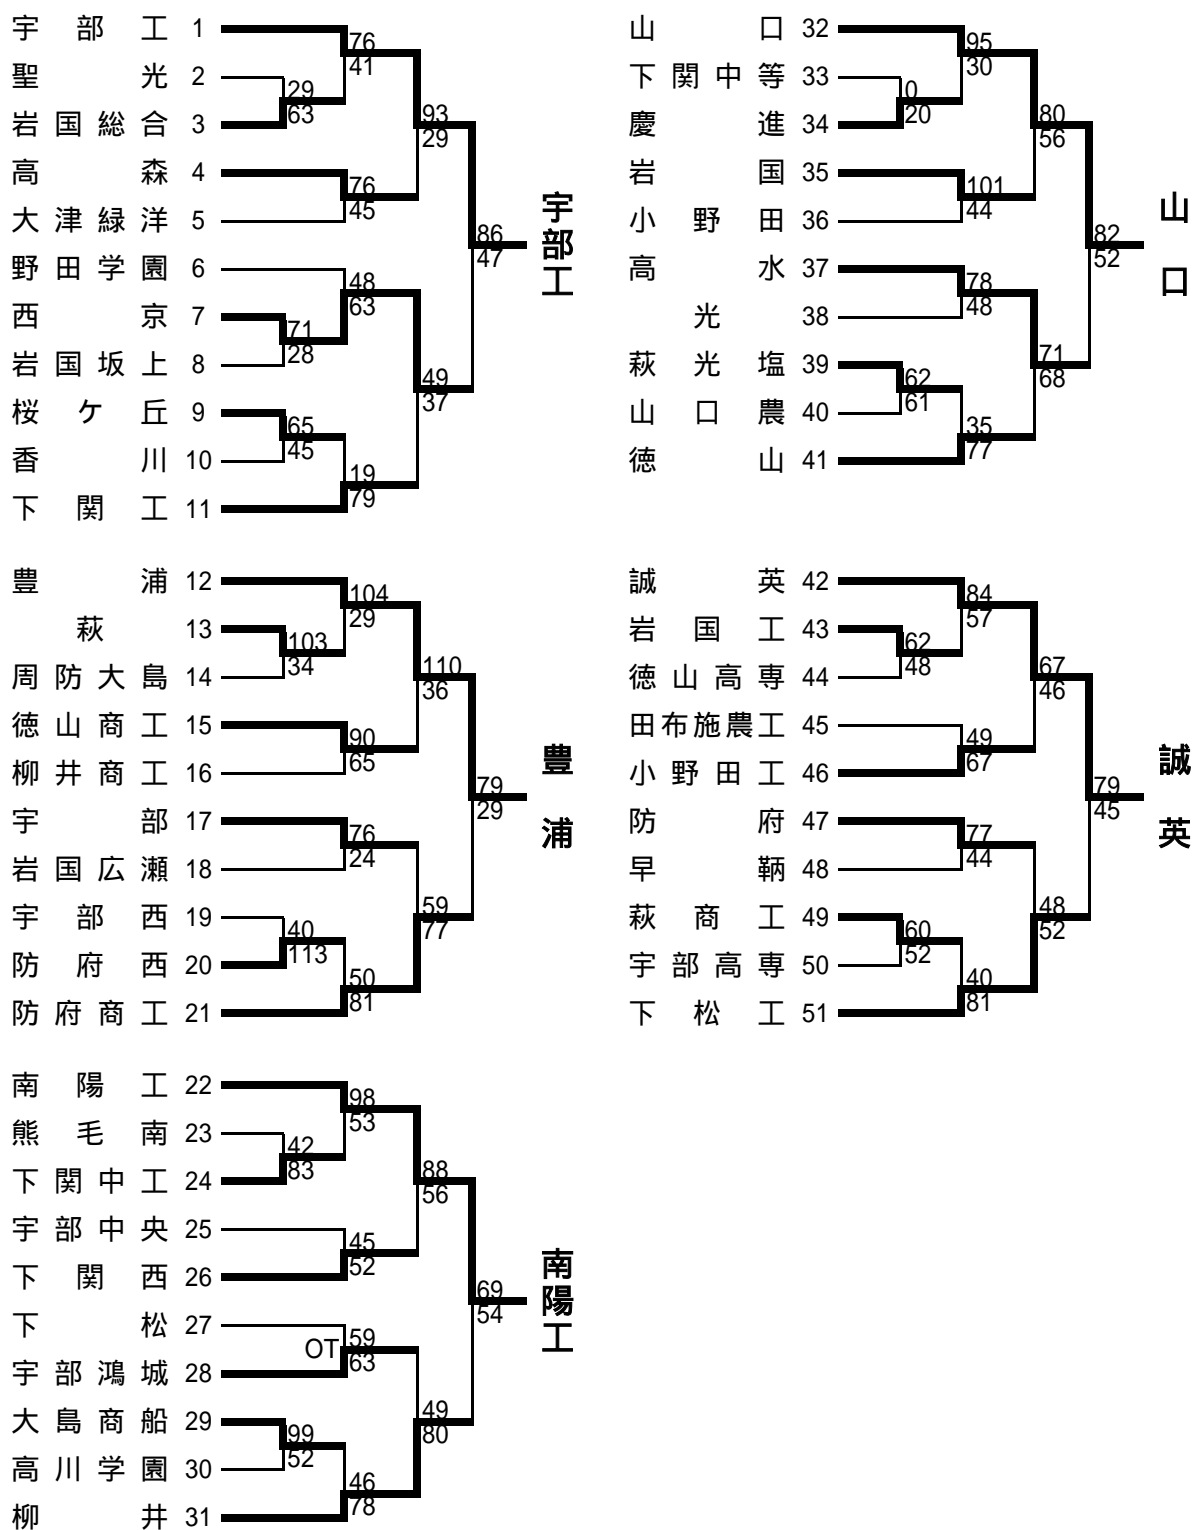 宇部工 1
聖光 2
岩国総合 3
高森 4
大津緑洋 5
野田学園 6
西京 7
岩国坂上 8
桜ケ丘 9
香川 10
下関工 11
29
63
71
28
65
45
76
41
76
45
48
63
19
79
93
29
49
37
86
47
宇部工
豊浦 12
萩 13
周防大島 14
徳山商工 15
柳井商工 16
宇部 17
岩国広瀬 18
宇部西 19
防府西 20
防府商工 21
103
34
40
113
104
29
90
65
76
24
50
81
110
36
59
77
79
29
豊浦
南陽工 22
熊毛南 23
下関中工 24
宇部中央 25
下関西 26
下松 27
宇部鴻城 28
大島商船 29
高川学園 30
柳井 31
42
83
99
52
98
53
45
52
OT
59
63
46
78
88
56
49
80
69
54
南陽工
山口 32
下関中等 33
慶進 34
岩国 35
小野田 36
高水 37
光 38
萩光塩 39
山口農 40
徳山 41
0
20
62
61
95
30
101
44
78
48
35
77
80
56
71
68
82
52
山口
誠英 42
岩国工 43
徳山高専 44
田布施農工 45
小野田工 46
防府 47
早鞆 48
萩商工 49
宇部高専 50
下松工 51
62
48
60
52
84
57
49
67
77
44
40
81
67
46
48
52
79
45
誠英